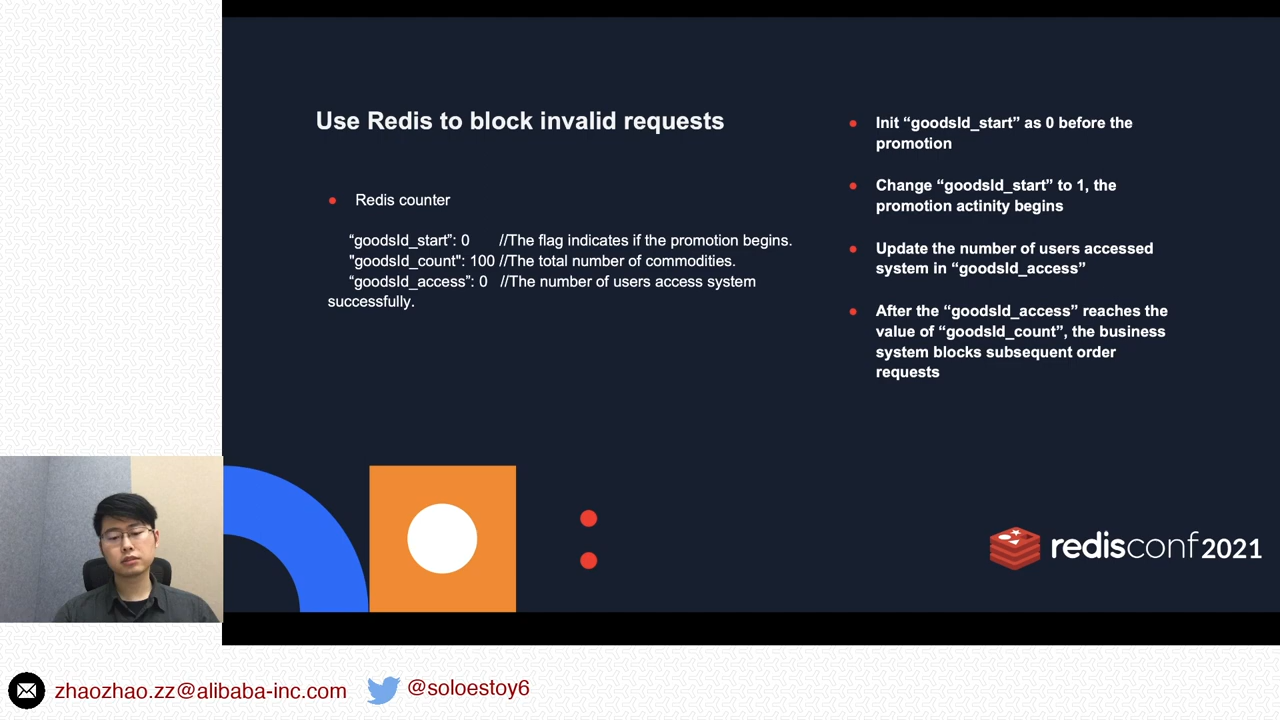 Use Redis to block invalid requests
Redis counter
“goodsId_start”: 0 //The flag indicates if the promotion begins.
"goodsId_count": 100 //The total number of commodities.
“goodsId_access”: 0 //The number of users access system
successfully.
Init “goodsId_start” as 0 before the
promotion
Change “goodsId_start” to 1, the
promotion activity begins
Update the number of users accessed
system in “goodsId_access”
After the “goodsId_access” reaches the
value of “goodsId_count”, the business
system blocks subsequent order
requests
redisconf 2021
zhaozhao.zz@alibaba-inc.com
@soloestoy6